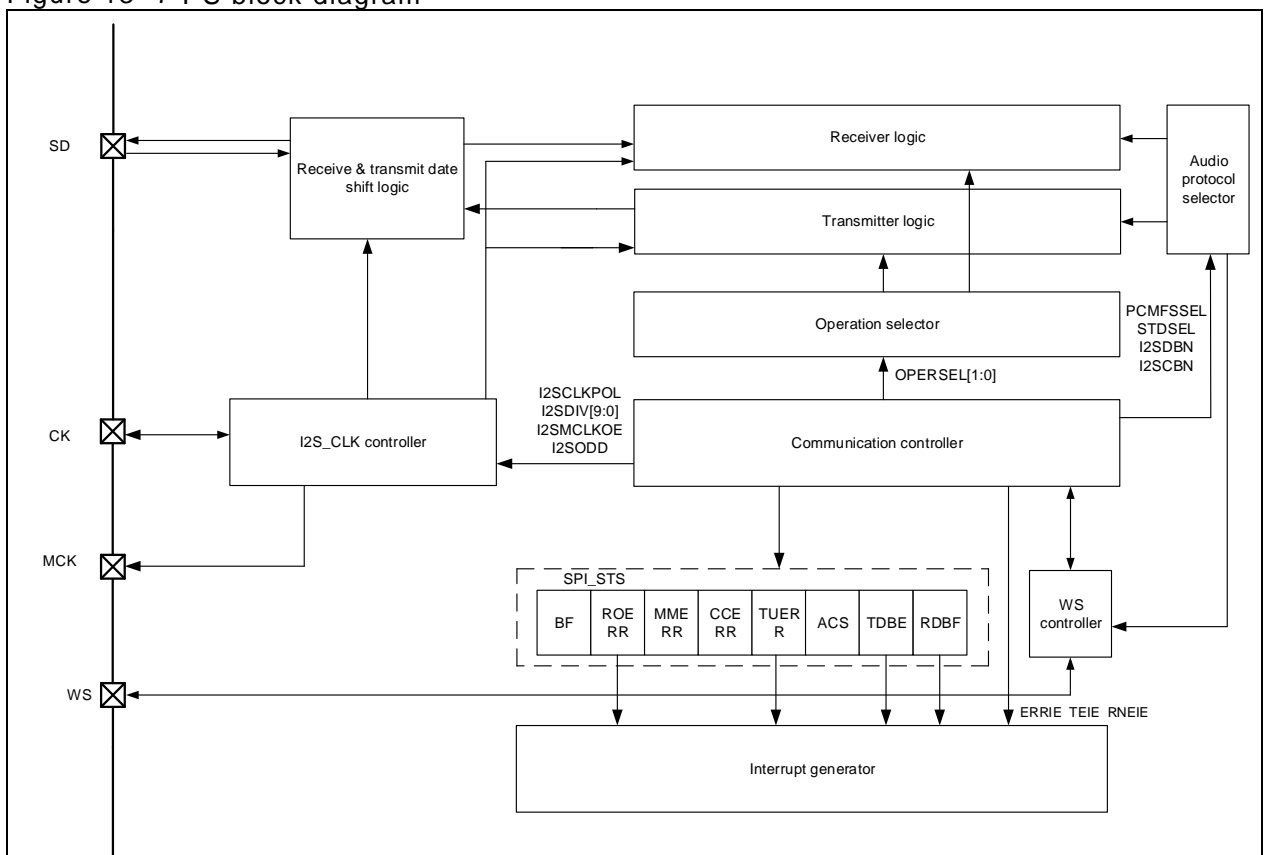 SD
Receive & transmit date
shift logic
Receiver logic
Audio
protocol
selector
Transmitter logic
Operation selector
PCMFSSEL
STDSEL
I2SDBN
I2SCBN
OPERSEL[1:0]
I2SCLKPOL
I2SDIV[9:0]
I2SMCLKOE
I2SODD
CK
I2S_CLK controller
Communication controller
MCK
SPI_STS
BF
ROE
RR
MME
RR
CCE
RR
TUER
R
ACS
TDBE
RDBF
WS
controller
WS
ERRIE TEIE RNEIE
Interrupt generator